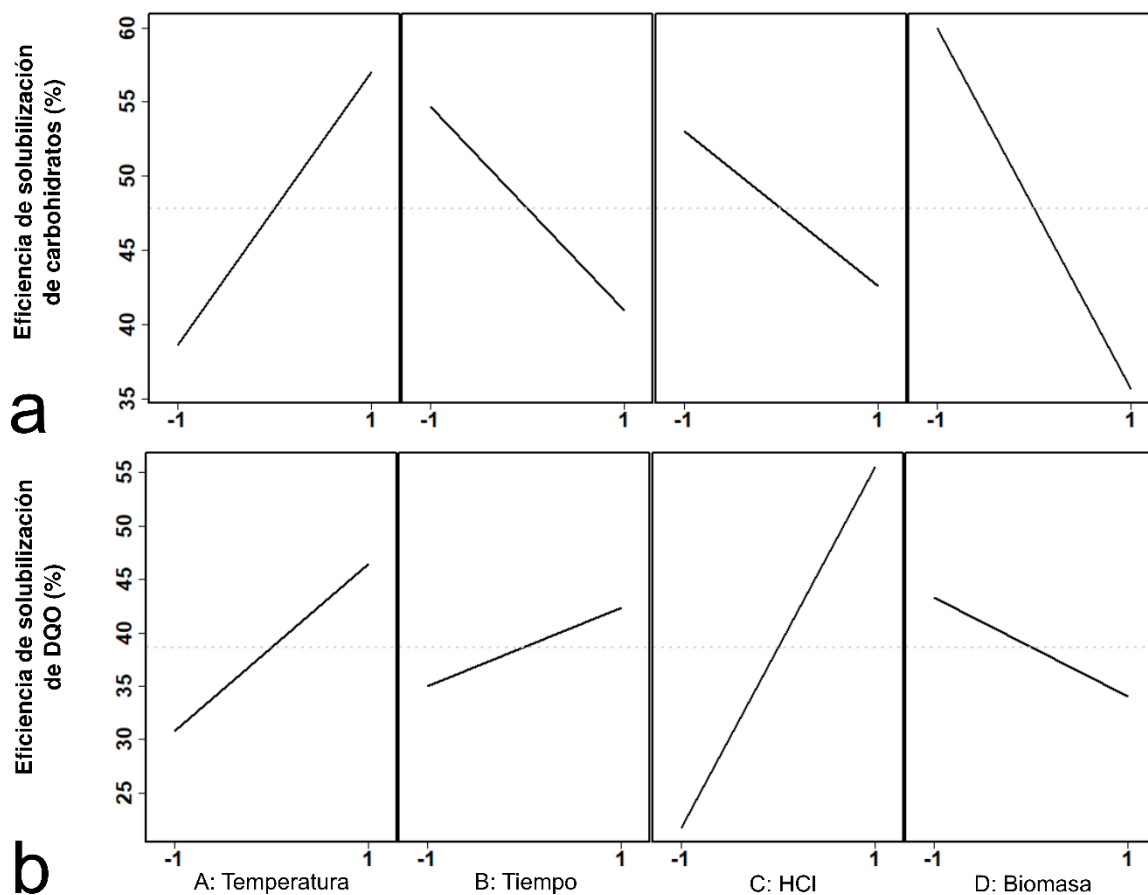 Eficiencia de solubilización
de carbohidratos (%)
60
55
50
45
40
35
-1 1 -1 1 -1 1 -1 1
a
Eficiencia de solubilización
de DQO (%)
55
50
45
40
35
30
25
-1 1 -1 1 -1 1 -1 1
A: Temperatura B: Tiempo C: HCl D: Biomasa
b